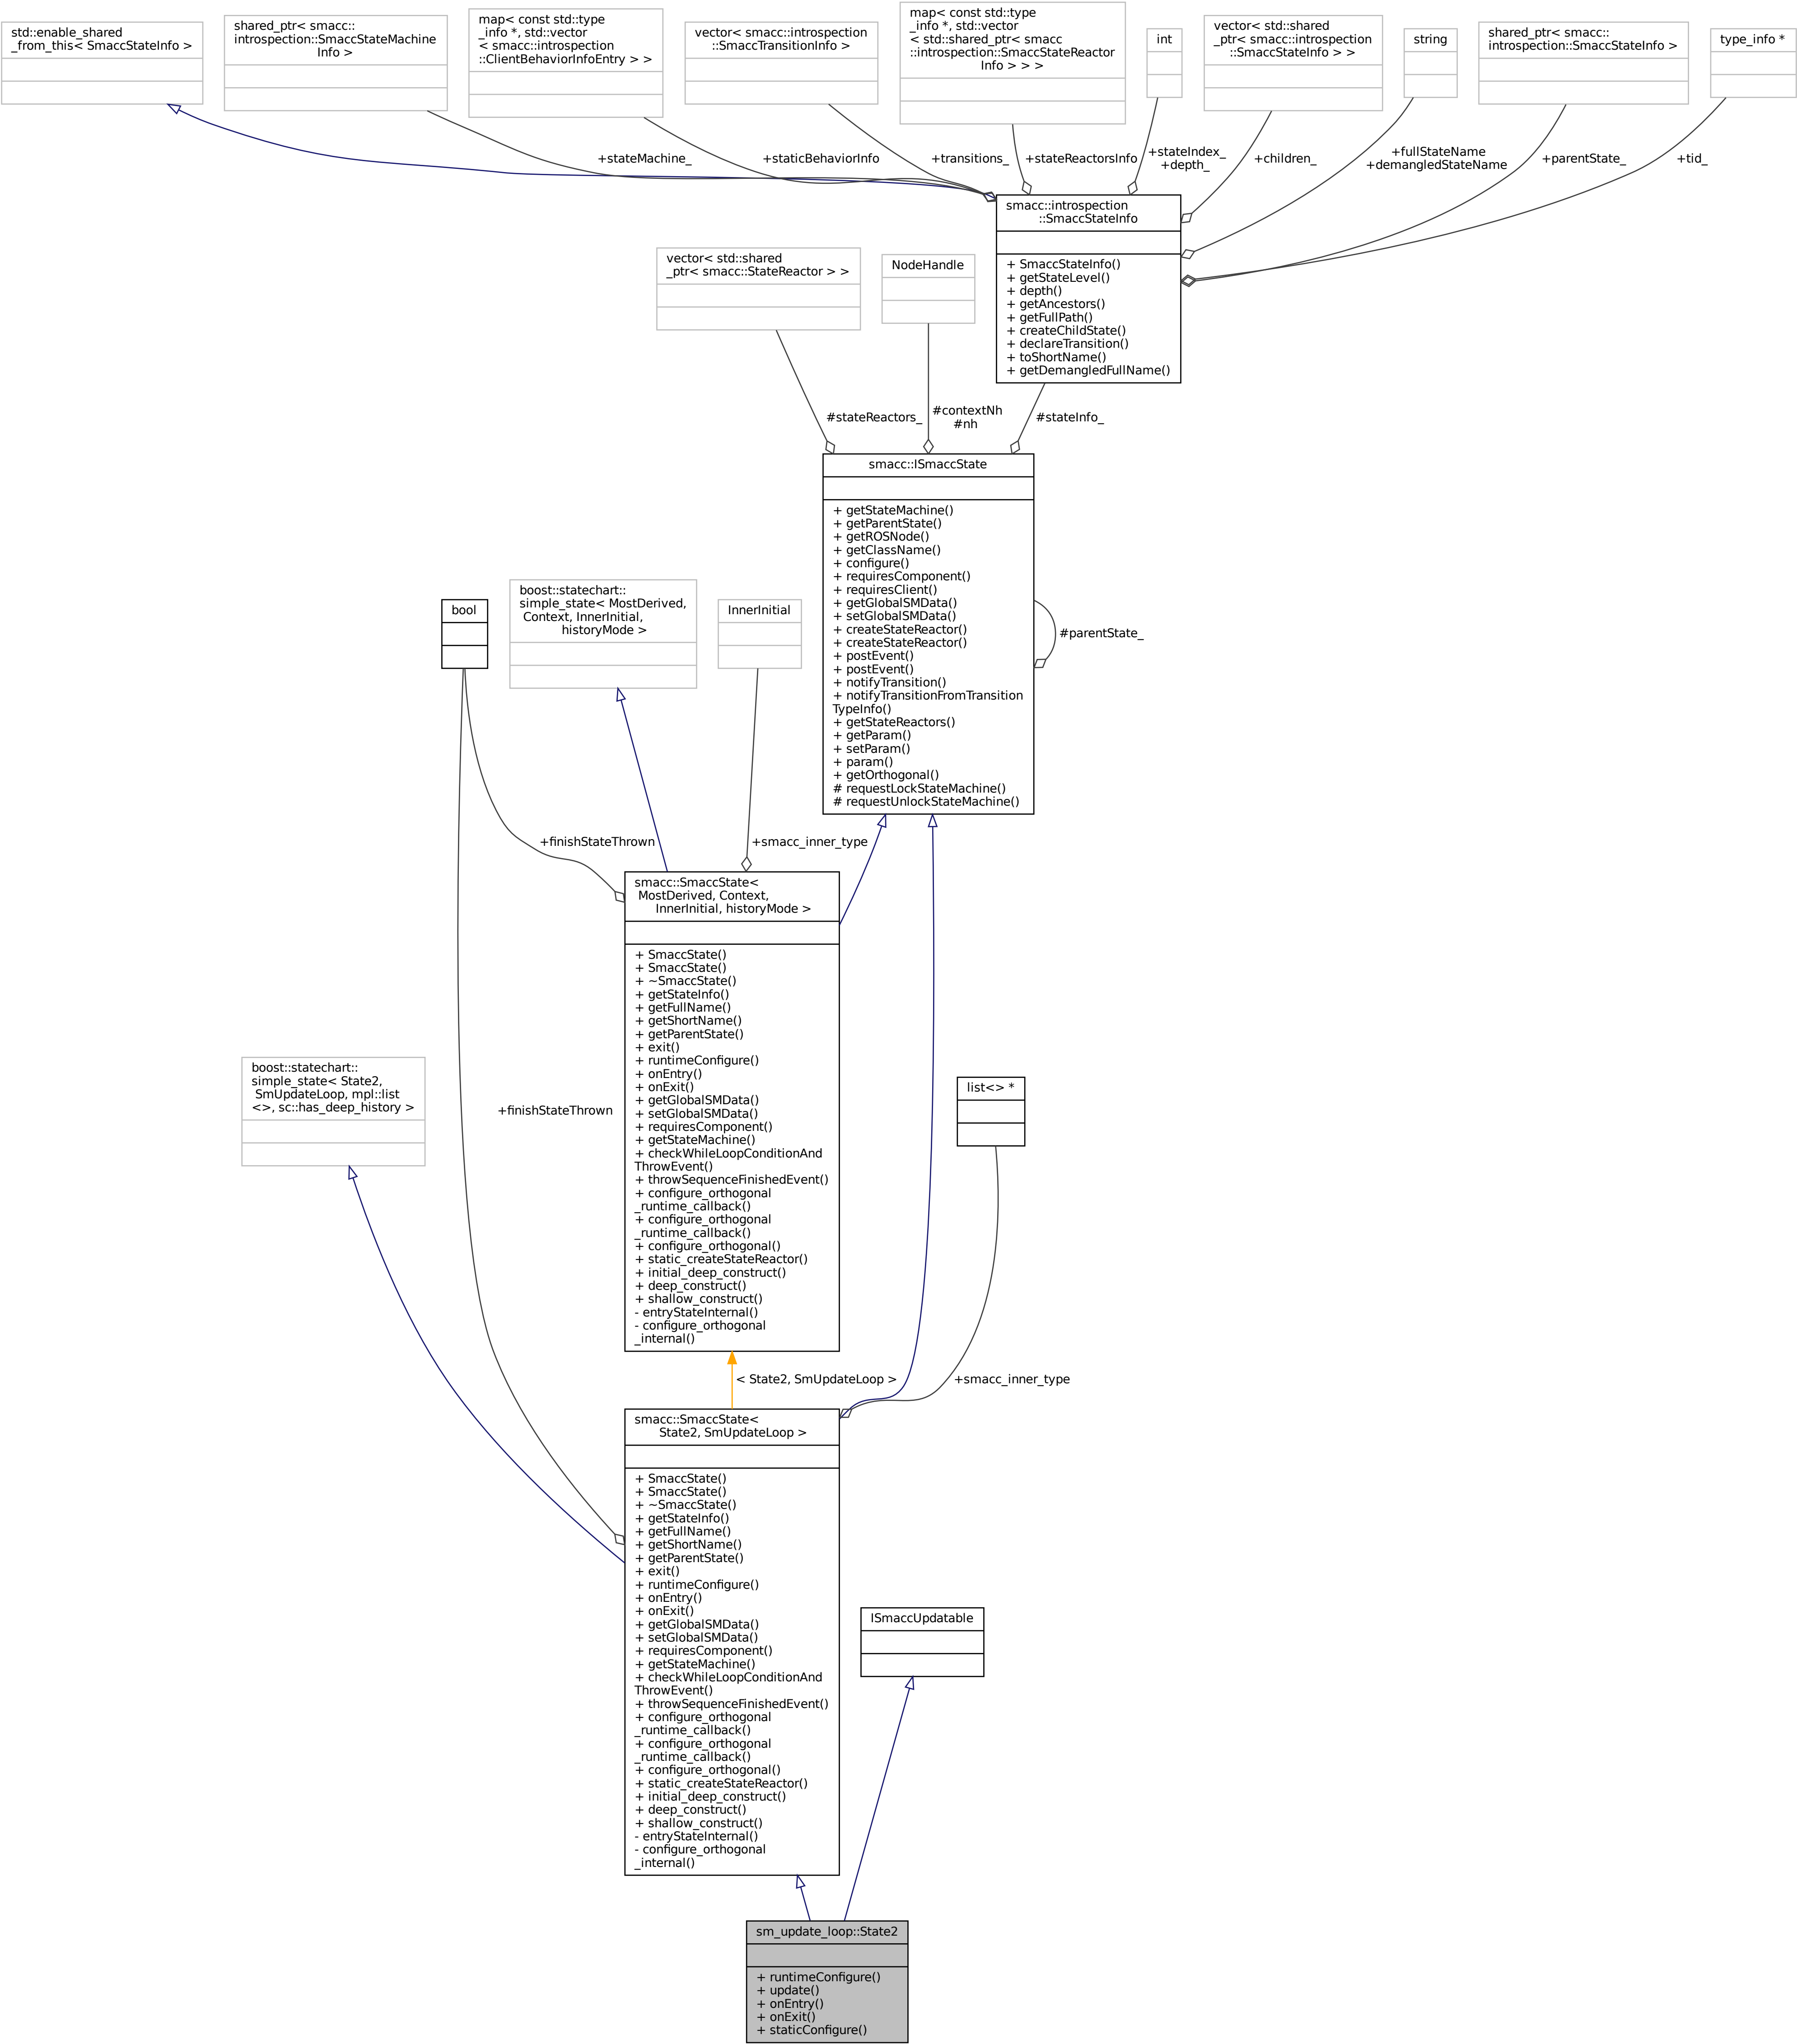 std::enable_shared
_from_this< SmaccStateInfo >
shared_ptr< smacc::
introspection::SmaccStateMachine
Info >
map< const std::type
_info *, std::vector
< smacc::introspection
::ClientBehaviorInfoEntry > >
vector< smacc::introspection
::SmaccTransitionInfo >
map< const std::type
_info *, std::vector
< std::shared_ptr< smacc
::introspection::SmaccStateReactor
Info > > >
int
vector< std::shared
_ptr< smacc::introspection
::SmaccStateInfo > >
string
shared_ptr< smacc::
introspection::SmaccStateInfo >
type_info *
+stateMachine_
+staticBehaviorInfo
+transitions_
+stateReactorsInfo
+stateIndex_
+depth_
+children_
+fullStateName
+demangledStateName
+parentState_
+tid_
smacc::introspection
::SmaccStateInfo
+ SmaccStateInfo()
+ getStateLevel()
+ depth()
+ getAncestors()
+ getFullPath()
+ createChildState()
+ declareTransition()
+ toShortName()
+ getDemangledFullName()
vector< std::shared
_ptr< smacc::StateReactor > >
NodeHandle
#stateReactors_
#contextNh
#nh
#stateInfo_
smacc::ISmaccState
+ getStateMachine()
+ getParentState()
+ getROSNode()
+ getClassName()
+ configure()
+ requiresComponent()
+ requiresClient()
+ getGlobalSMData()
+ setGlobalSMData()
+ createStateReactor()
+ createStateReactor()
+ postEvent()
+ postEvent()
+ notifyTransition()
+ notifyTransitionFromTransition
TypeInfo()
+ getStateReactors()
+ getParam()
+ setParam()
+ param()
+ getOrthogonal()
# requestLockStateMachine()
# requestUnlockStateMachine()
#parentState_
bool
boost::statechart::
simple_state< MostDerived,
Context, InnerInitial,
historyMode >
InnerInitial
+finishStateThrown
+smacc_inner_type
smacc::SmaccState<
MostDerived, Context,
InnerInitial, historyMode >
+ SmaccState()
+ SmaccState()
+ ~SmaccState()
+ getStateInfo()
+ getFullName()
+ getShortName()
+ getParentState()
+ exit()
+ runtimeConfigure()
+ onEntry()
+ onExit()
+ getGlobalSMData()
+ setGlobalSMData()
+ requiresComponent()
+ getStateMachine()
+ checkWhileLoopConditionAnd
ThrowEvent()
+ throwSequenceFinishedEvent()
+ configure_orthogonal
_runtime_callback()
+ configure_orthogonal
_runtime_callback()
+ configure_orthogonal()
+ static_createStateReactor()
+ initial_deep_construct()
+ deep_construct()
+ shallow_construct()
- entryStateInternal()
- configure_orthogonal
_internal()
boost::statechart::
simple_state< State2,
SmUpdateLoop, mpl::list
<>, sc::has_deep_history >
+finishStateThrown
list<> *
< State2, SmUpdateLoop >
+smacc_inner_type
smacc::SmaccState<
State2, SmUpdateLoop >
+ SmaccState()
+ SmaccState()
+ ~SmaccState()
+ getStateInfo()
+ getFullName()
+ getShortName()
+ getParentState()
+ exit()
+ runtimeConfigure()
+ onEntry()
+ onExit()
+ getGlobalSMData()
+ setGlobalSMData()
+ requiresComponent()
+ getStateMachine()
+ checkWhileLoopConditionAnd
ThrowEvent()
+ throwSequenceFinishedEvent()
+ configure_orthogonal
_runtime_callback()
+ configure_orthogonal
_runtime_callback()
+ configure_orthogonal()
+ static_createStateReactor()
+ initial_deep_construct()
+ deep_construct()
+ shallow_construct()
- entryStateInternal()
- configure_orthogonal
_internal()
ISmaccUpdatable
sm_update_loop::State2
+ runtimeConfigure()
+ update()
+ onEntry()
+ onExit()
+ staticConfigure()